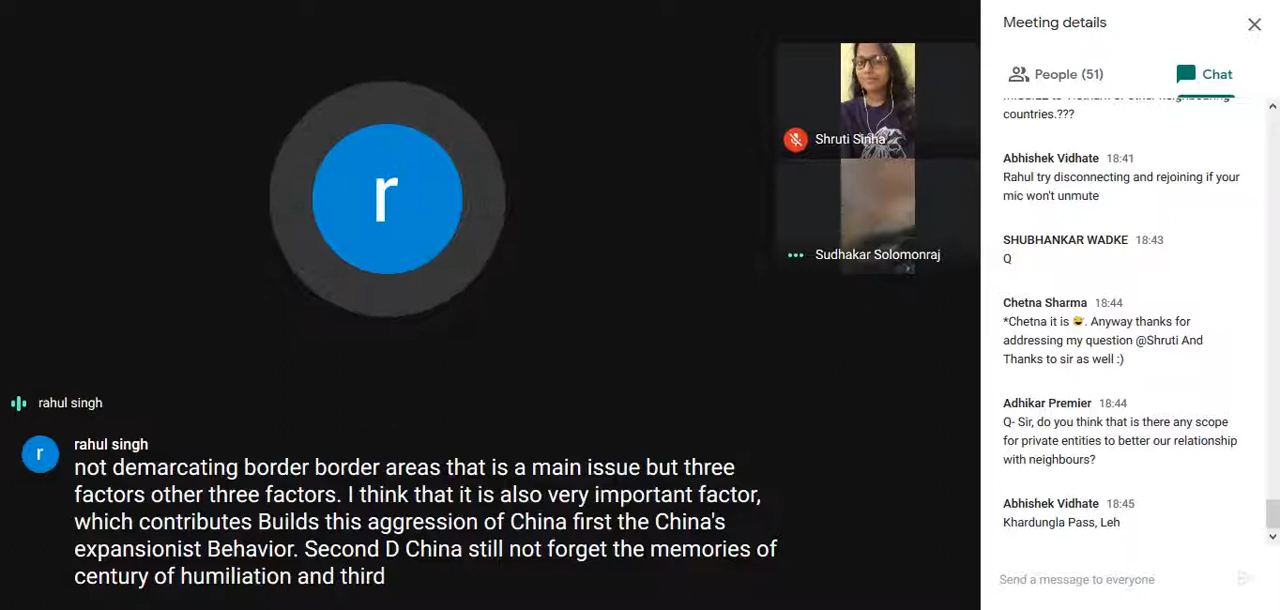 r
rahul singh
r
rahul singh
not demarcating border border areas that is a main issue but three
factors other three factors. I think that it is also very important factor,
which contributes Builds this aggression of China first the China's
expansionist Behavior. Second D China still not forget the memories of
century of humiliation and third
Shruti Sinha
Sudhakar Solomonraj
Meeting details
People (51)
Chat
countries.???
Abhishek Vidhate 18:41
Rahul try disconnecting and rejoining if your
mic won't unmute
SHUBHANKAR WADKE 18:43
Q
Chetna Sharma 18:44
*Chetna it is 😅. Anyway thanks for
addressing my question @Shruti And
Thanks to sir as well :)
Adhikar Premier 18:44
Q- Sir, do you think that is there any scope
for private entities to better our relationship
with neighbours?
Abhishek Vidhate 18:45
Khardungla Pass, Leh
Send a message to everyone